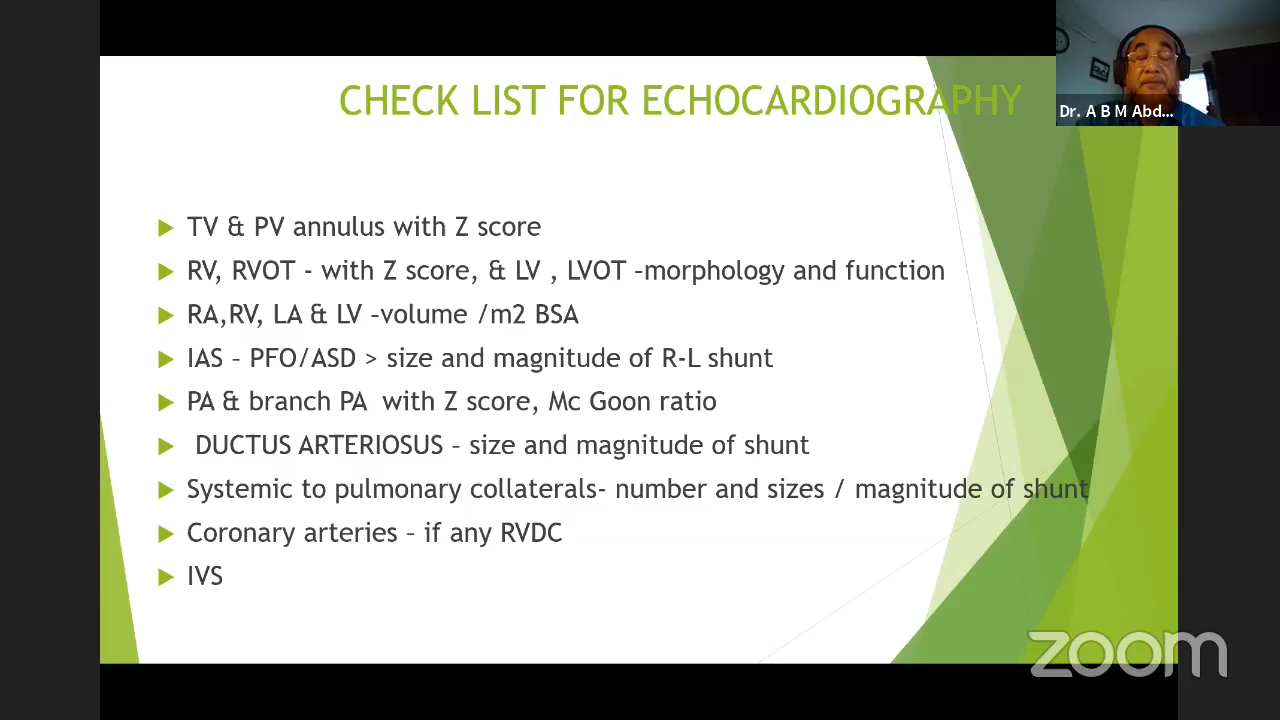 CHECK LIST FOR ECHOCARDIOGRAPHY
Dr. A B M Abd...
TV & PV annulus with Z score
RV, RVOT - with Z score, & LV , LVOT –morphology and function
RA,RV, LA & LV –volume /m2 BSA
IAS – PFO/ASD > size and magnitude of R-L shunt
PA & branch PA  with Z score, Mc Goon ratio
DUCTUS ARTERIOSUS – size and magnitude of shunt
Systemic to pulmonary collaterals- number and sizes / magnitude of shunt
Coronary arteries – if any RVDC
IVS
zoom